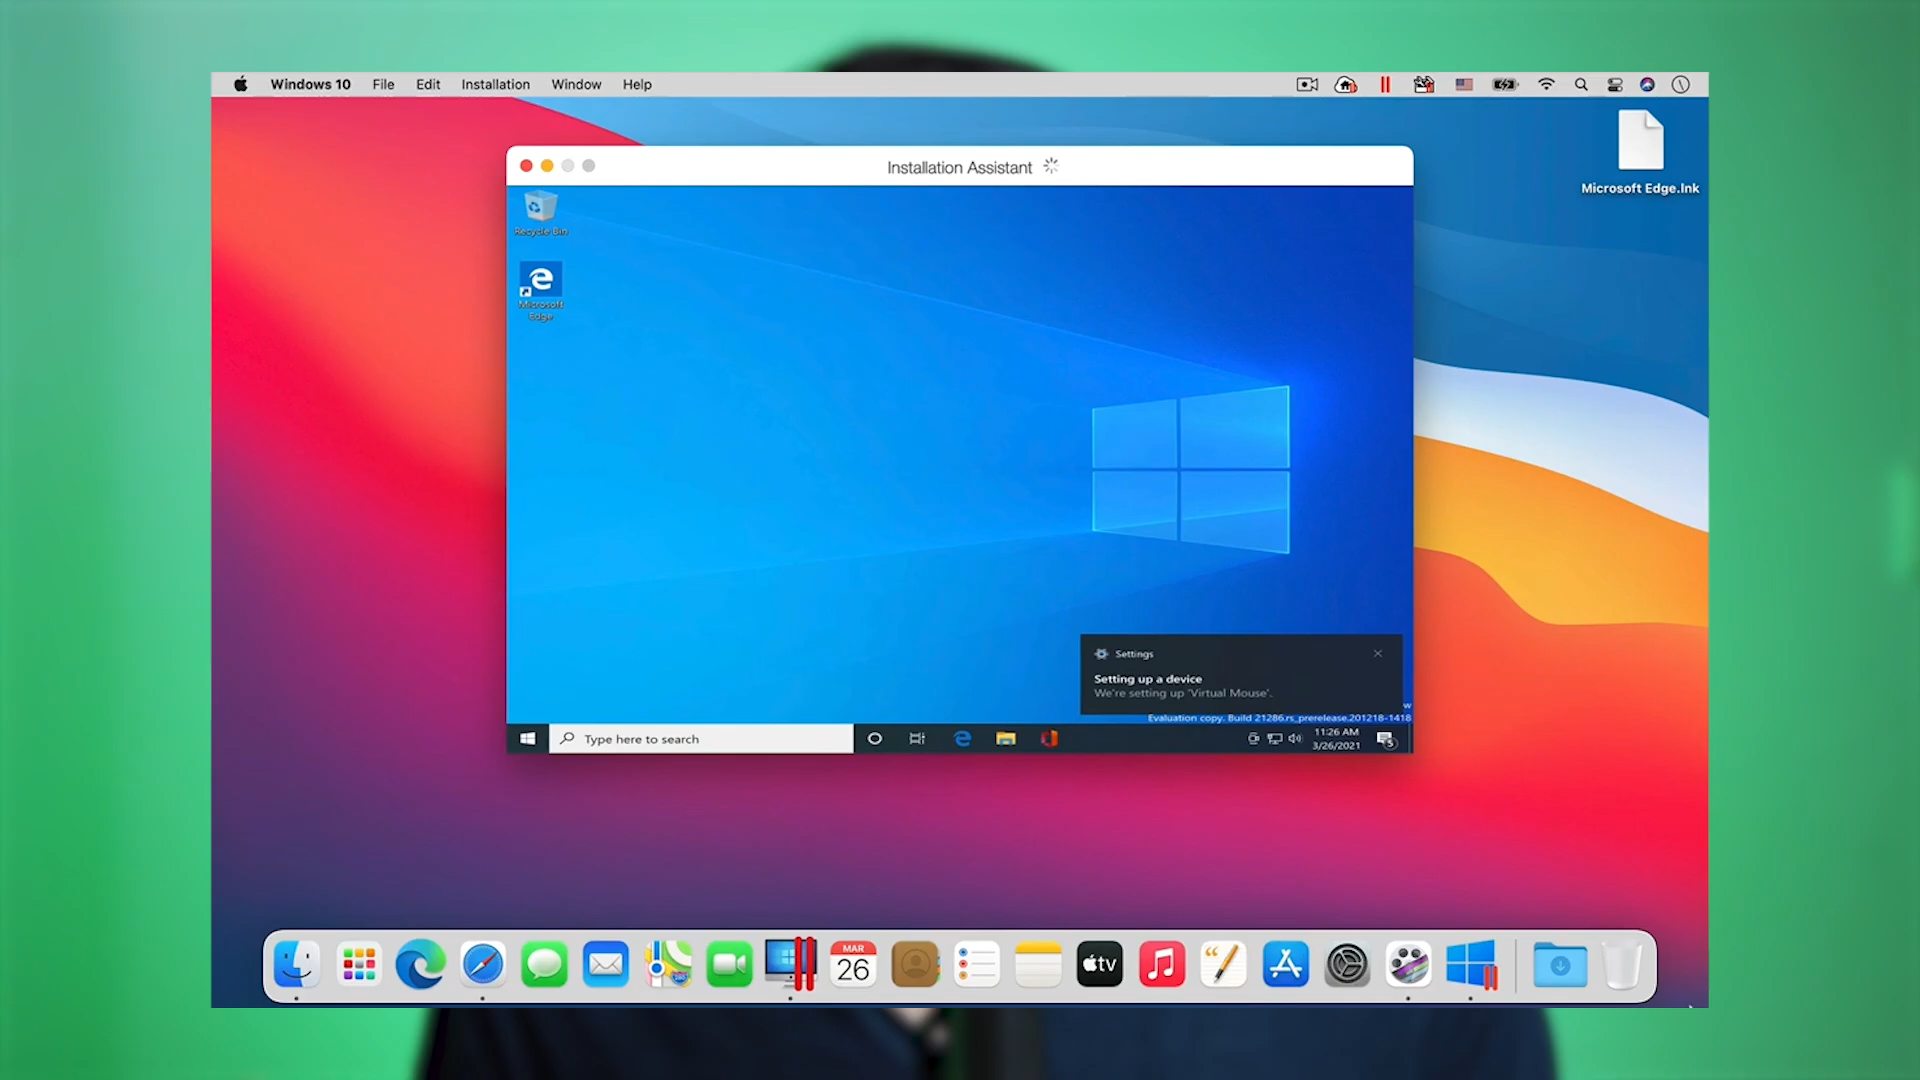 Windows 10 File Edit Installation Window Help
Microsoft Edge.lnk
Installation Assistant
Recycle Bin
Microsoft
Edge
Settings
Setting up a device
We're setting up 'Virtual Mouse'.
Evaluation copy. Build 21286.rs_prerelease.201218-1418
Type here to search
11:26 AM
3/26/2021
5
MAR
26
tv